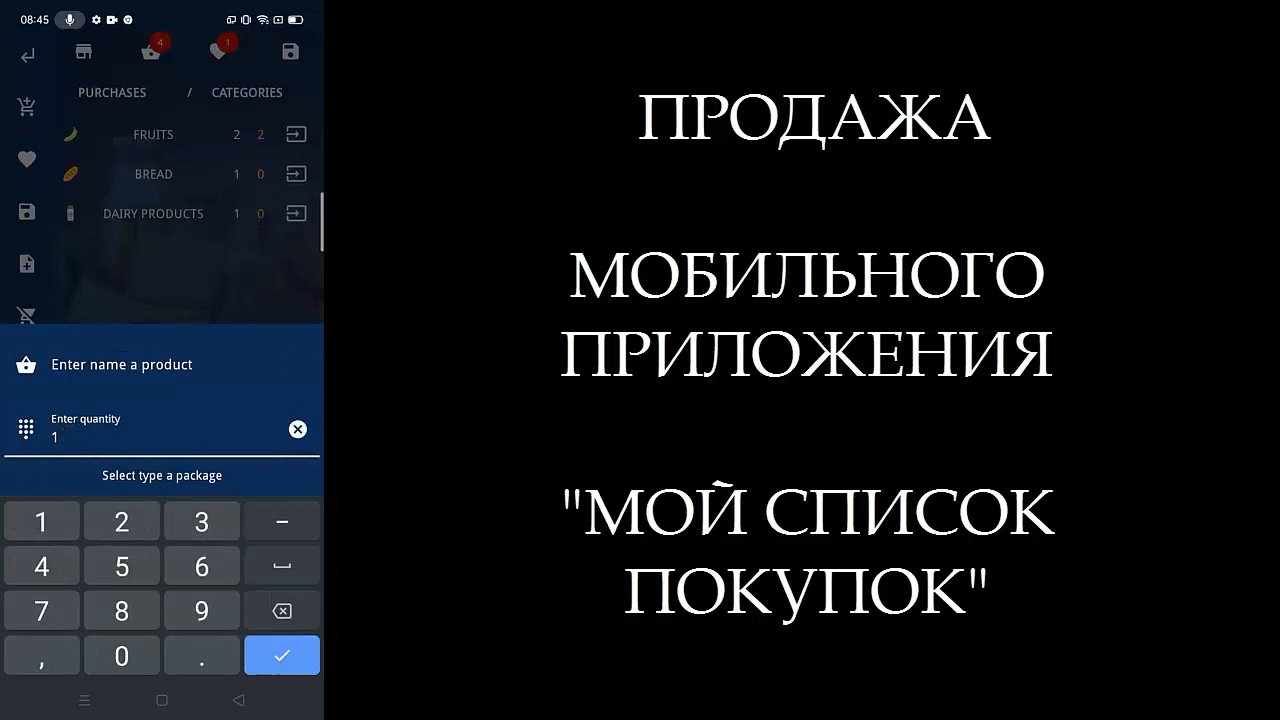 08:45
4
1
PURCHASES / CATEGORIES
FRUITS 2 2
BREAD 1 0
DAIRY PRODUCTS 1 0
Enter name a product
Enter quantity
1
Select type a package
1 2 3 -
4 5 6
7 8 9
, 0 .
ПРОДАЖА
МОБИЛЬНОГО
ПРИЛОЖЕНИЯ
"МОЙ СПИСОК
ПОКУПОК"